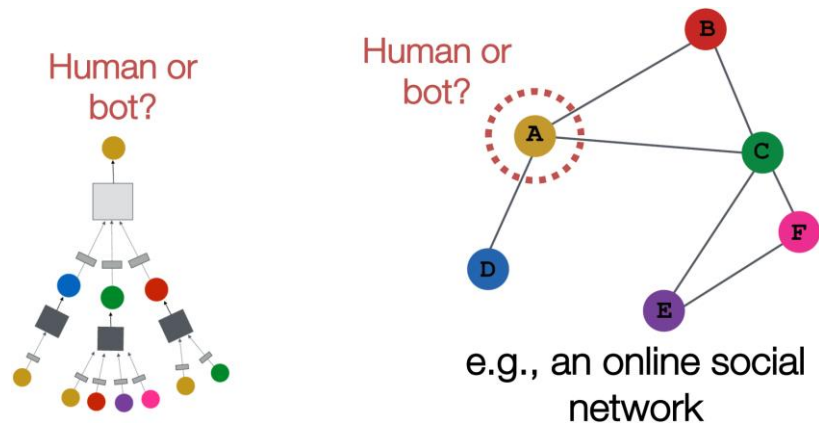 Human or
bot?
Human or
bot?
B
A
C
F
D
E
e.g., an online social
network